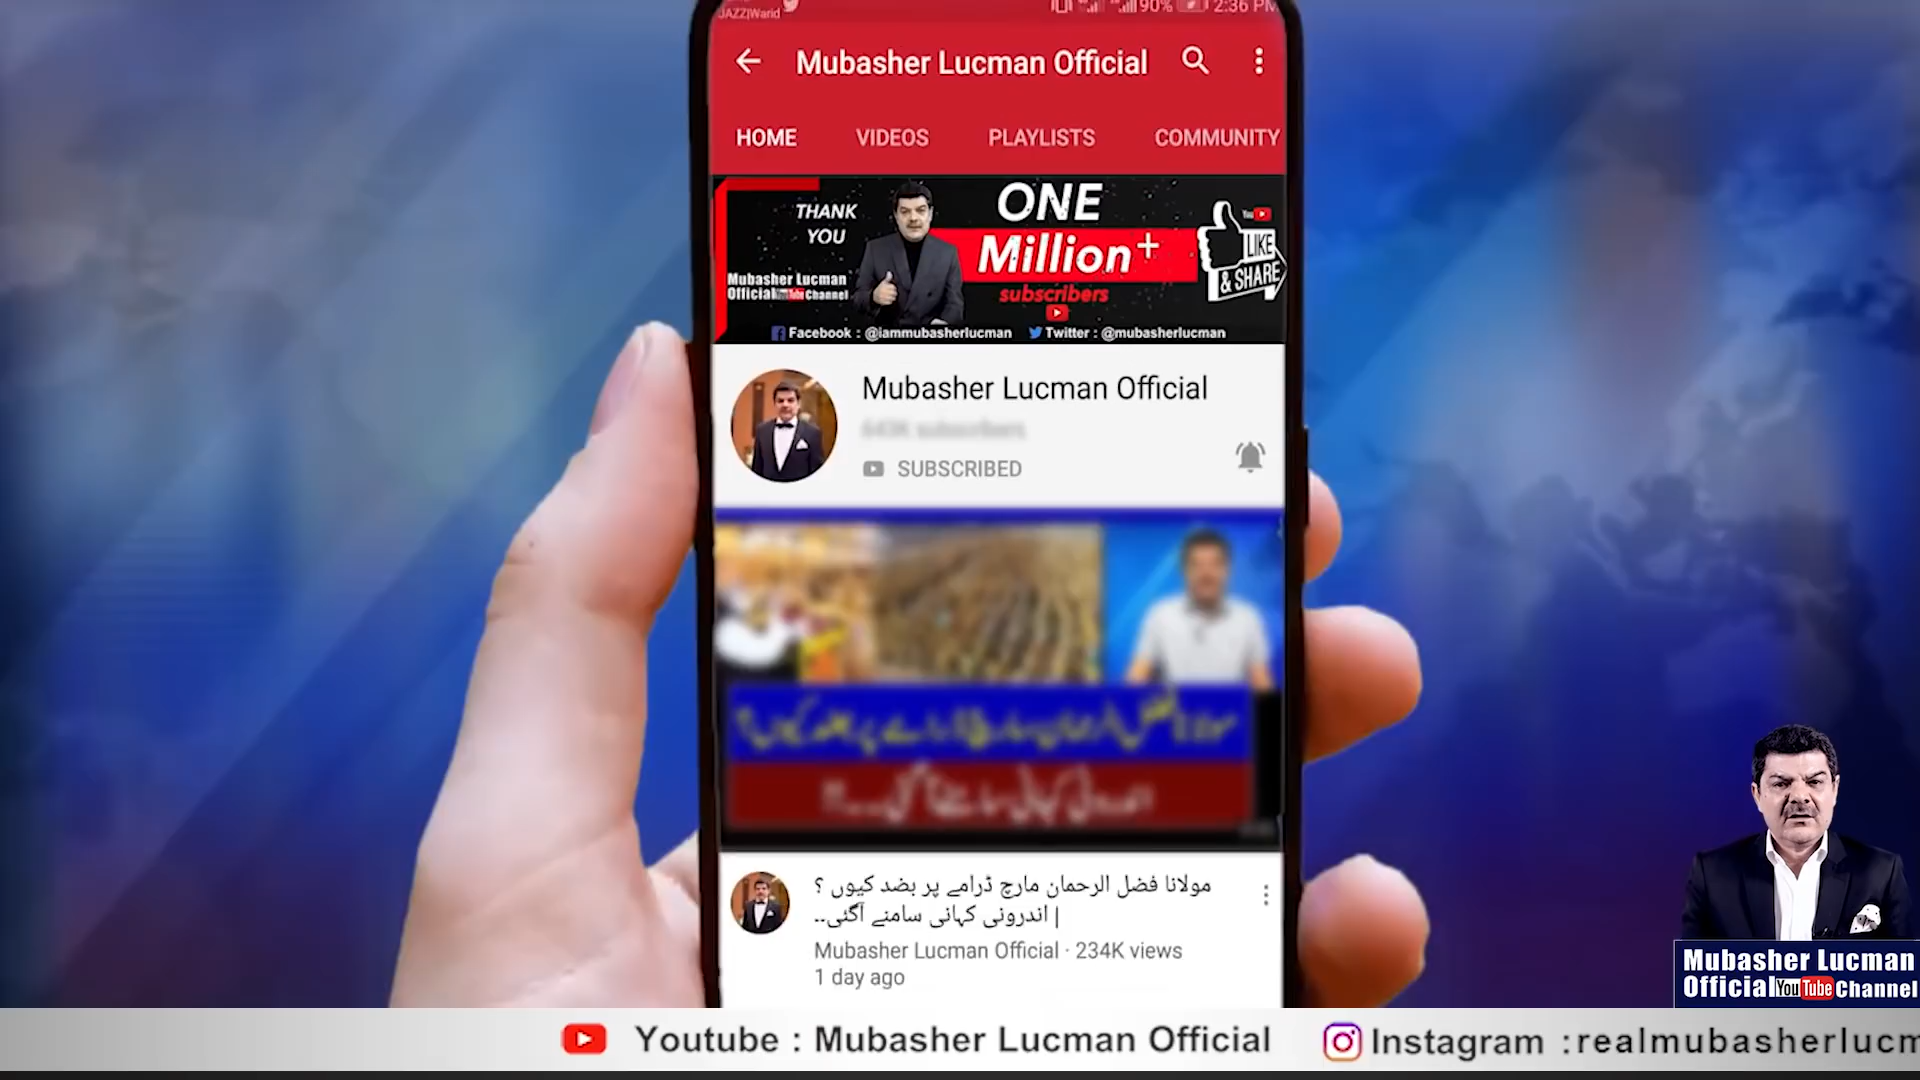 JAZZ|Warid
90% 2:36 PM
Mubasher Lucman Official
HOME VIDEOS PLAYLISTS COMMUNITY
THANK
YOU
ONE
Million+
subscribers
Mubasher Lucman
Official YouTube Channel
YouTube
LIKE
& SHARE
Facebook : @iammubasherlucman Twitter : @mubasherlucman
Mubasher Lucman Official
SUBSCRIBED
مولانا فضل الرحمان مارچ ڈرامے پر بضد کیوں ؟
| اندرونی کہانی سامنے آگئی۔۔
Mubasher Lucman Official · 234K views
1 day ago
Mubasher Lucman
Official YouTube Channel
Youtube : Mubasher Lucman Official Instagram :realmubasherlucm